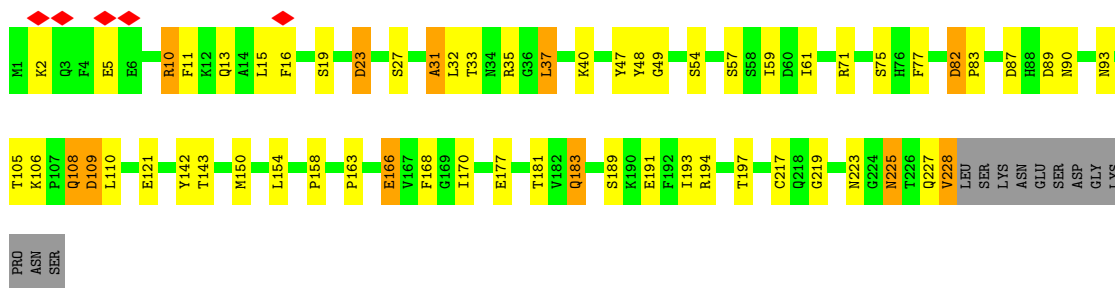 M1 K2 Q3 F4 E5 E6 R10 F11 K12 Q13 A14 L15 F16 S19 D23 S27 A31 L32 T33 N34 R35 G36 L37 K40 Y47 Y48 G49 S54 S57 S58 I59 D60 I61 R71 S75 H76 F77 D82 P83 D87 H88 D89 N90 N93
T105 K106 P107 Q108 D109 L110 E121 Y142 T143 M150 L154 P158 P163 E166 V167 F168 G169 I170 E177 T181 V182 Q183 S189 K190 E191 F192 I193 R194 T197 C217 Q218 G219 N223 G224 N225 T226 Q227 V228 LEU SER LYS ASN GLU SER ASP GLY LYS
PRO ASN SER